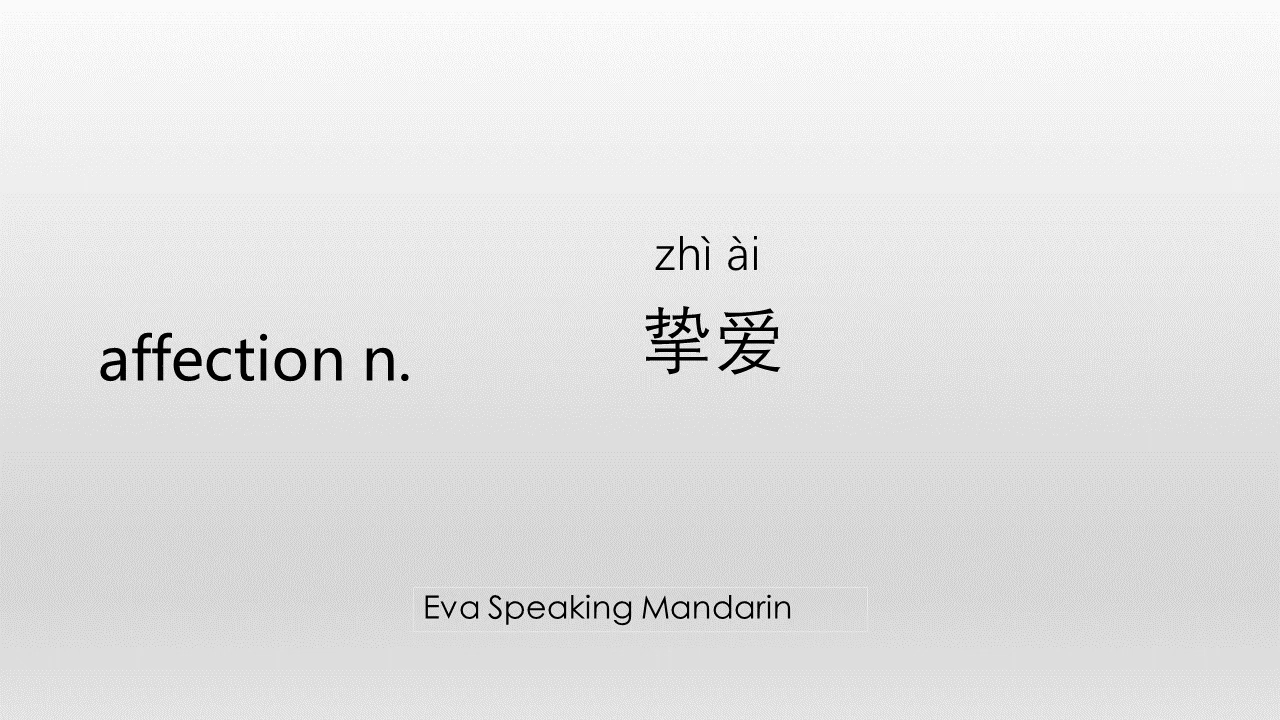 affection n.
zhì ài
挚爱
Eva Speaking Mandarin